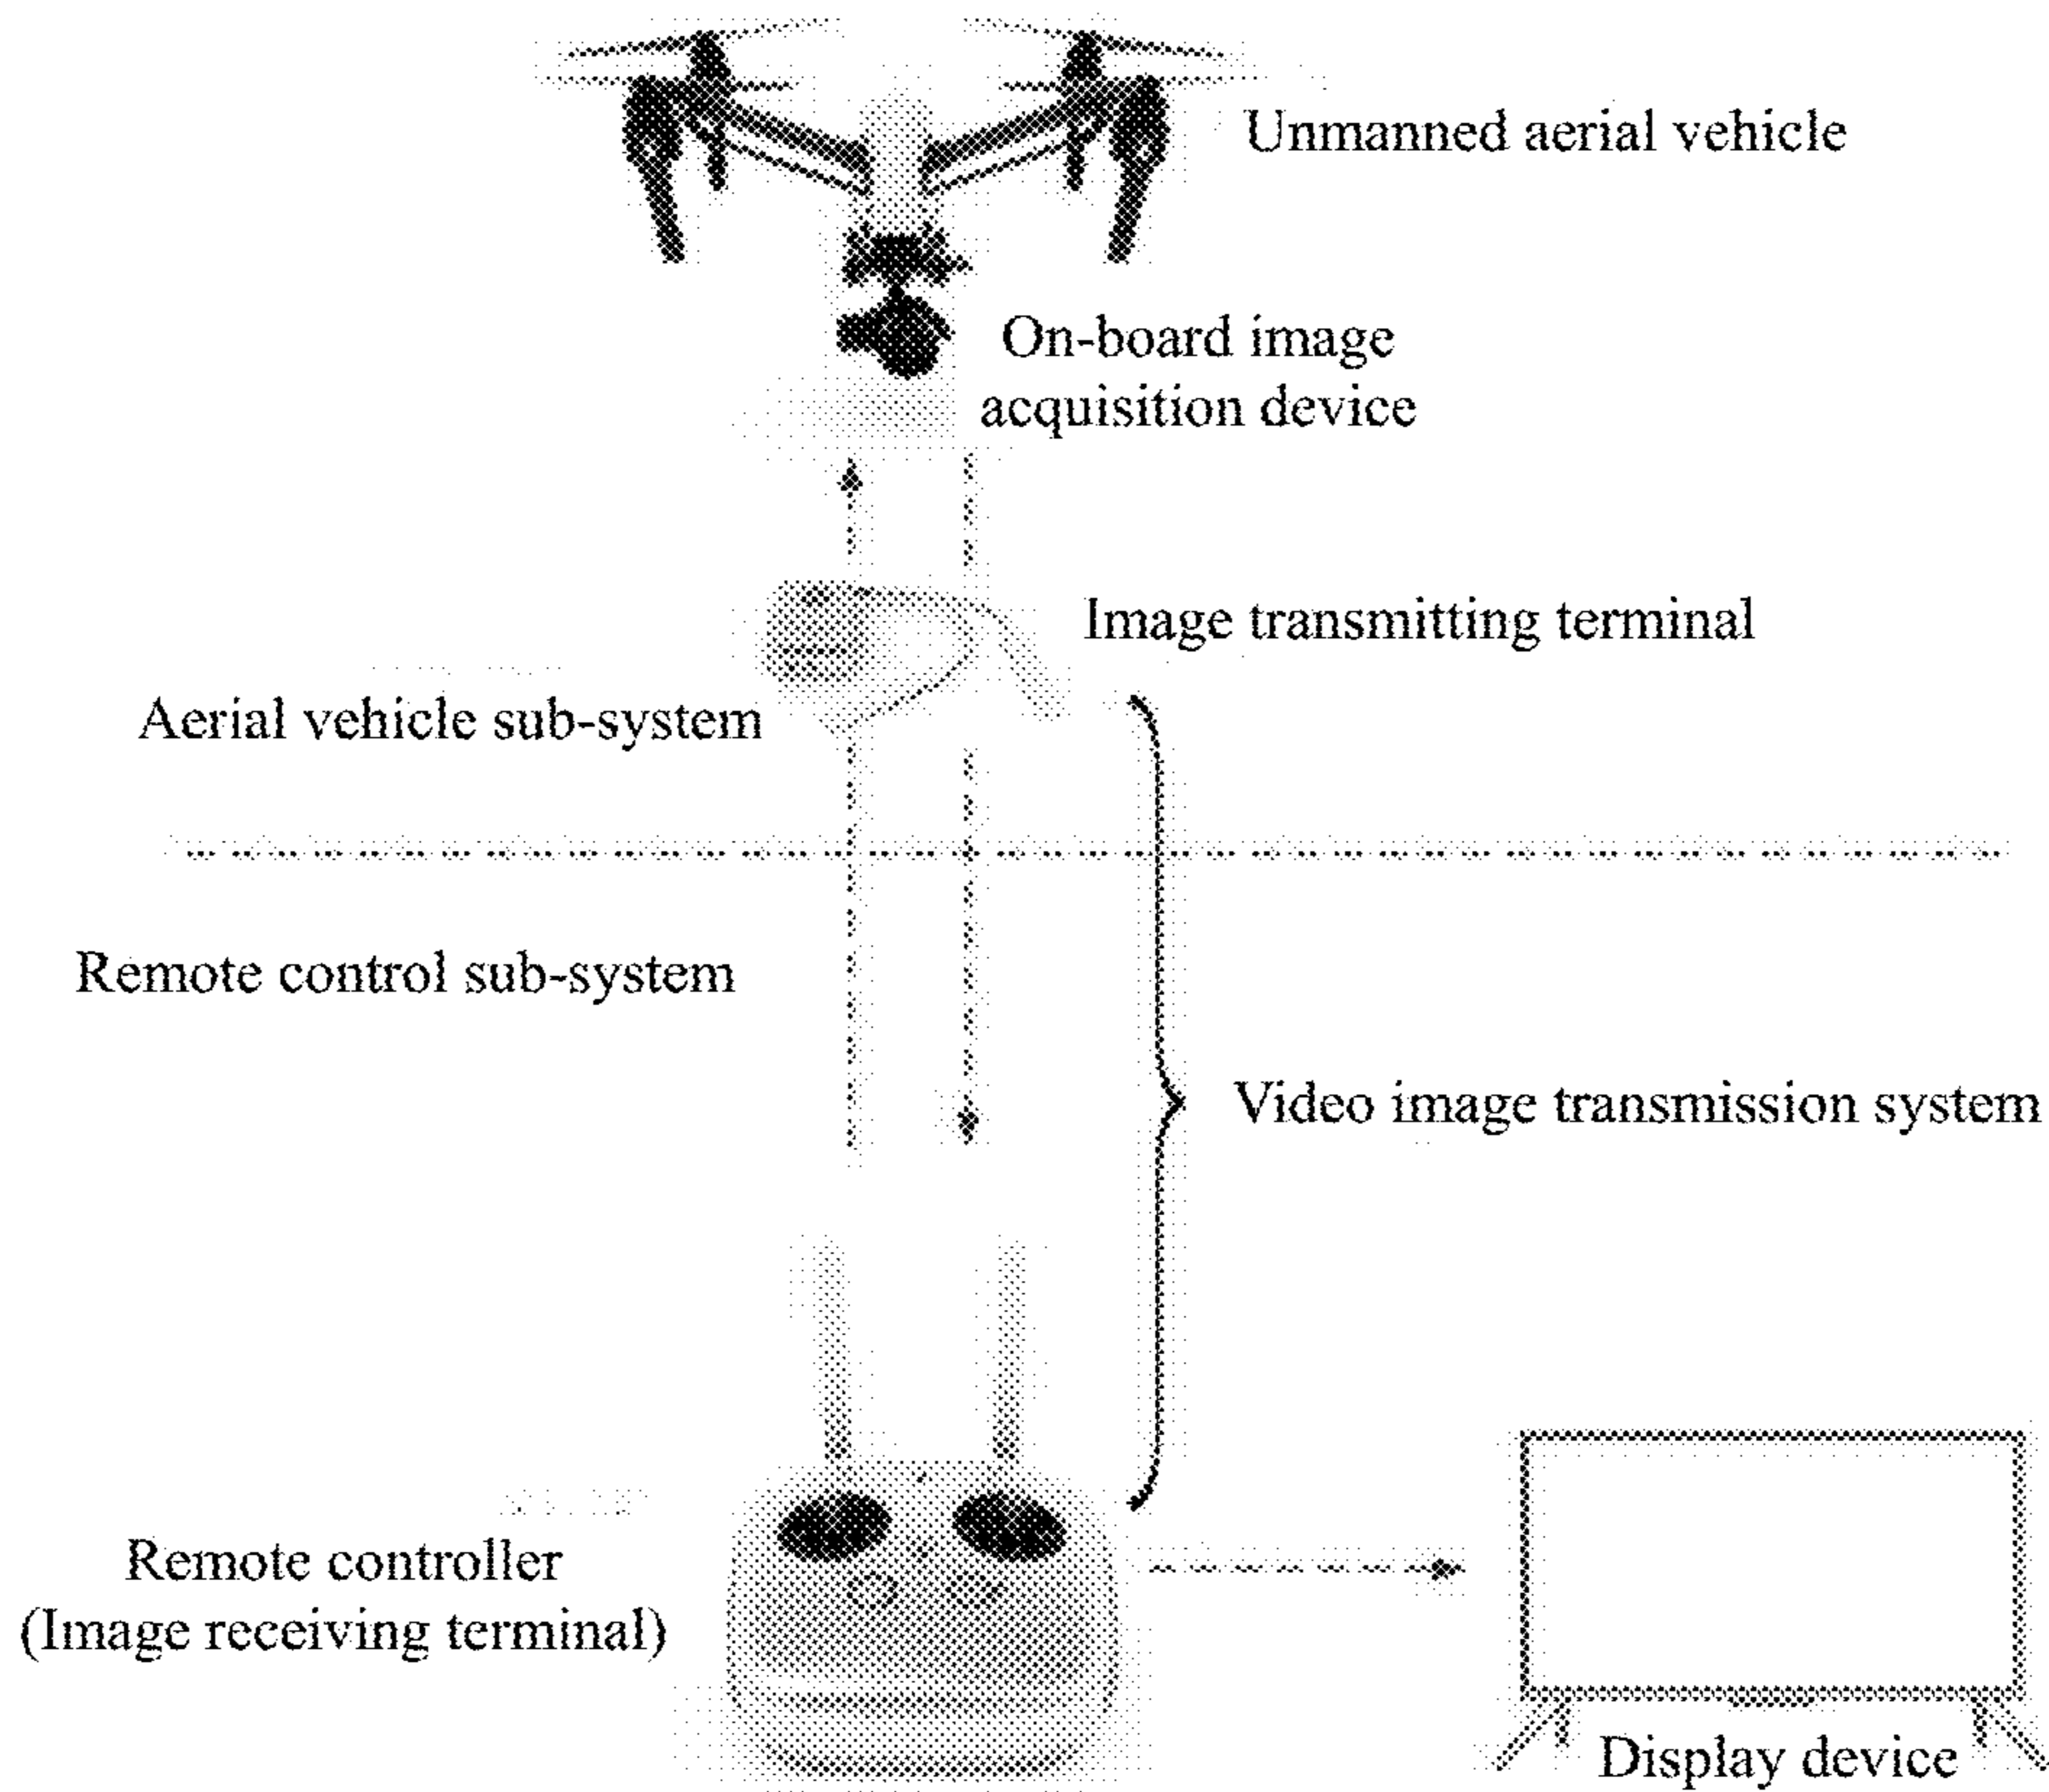 Unmanned aerial vehicle
On-board image
acquisition device
Image transmitting terminal
Aerial vehicle sub-system
Remote control sub-system
Video image transmission system
Remote controller
(Image receiving terminal)
Display device